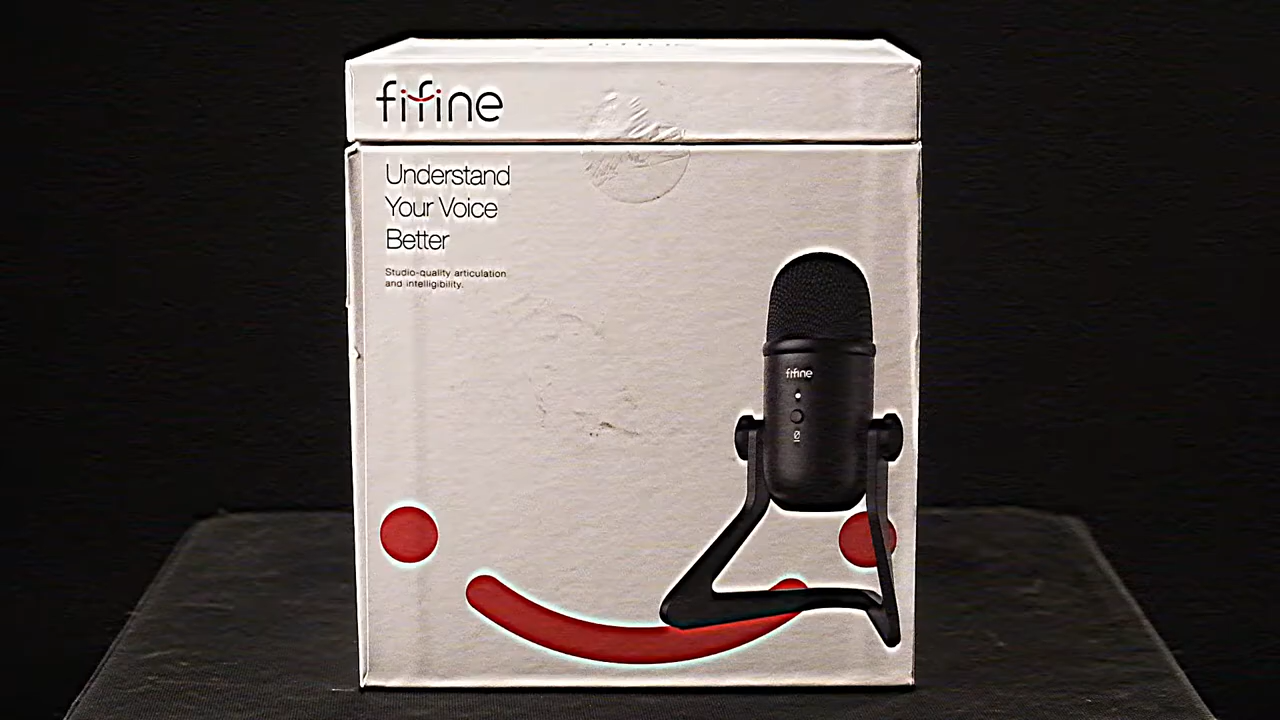 fifine
Understand
Your Voice
Better
Studio-quality articulation
and intelligibility.
fifine